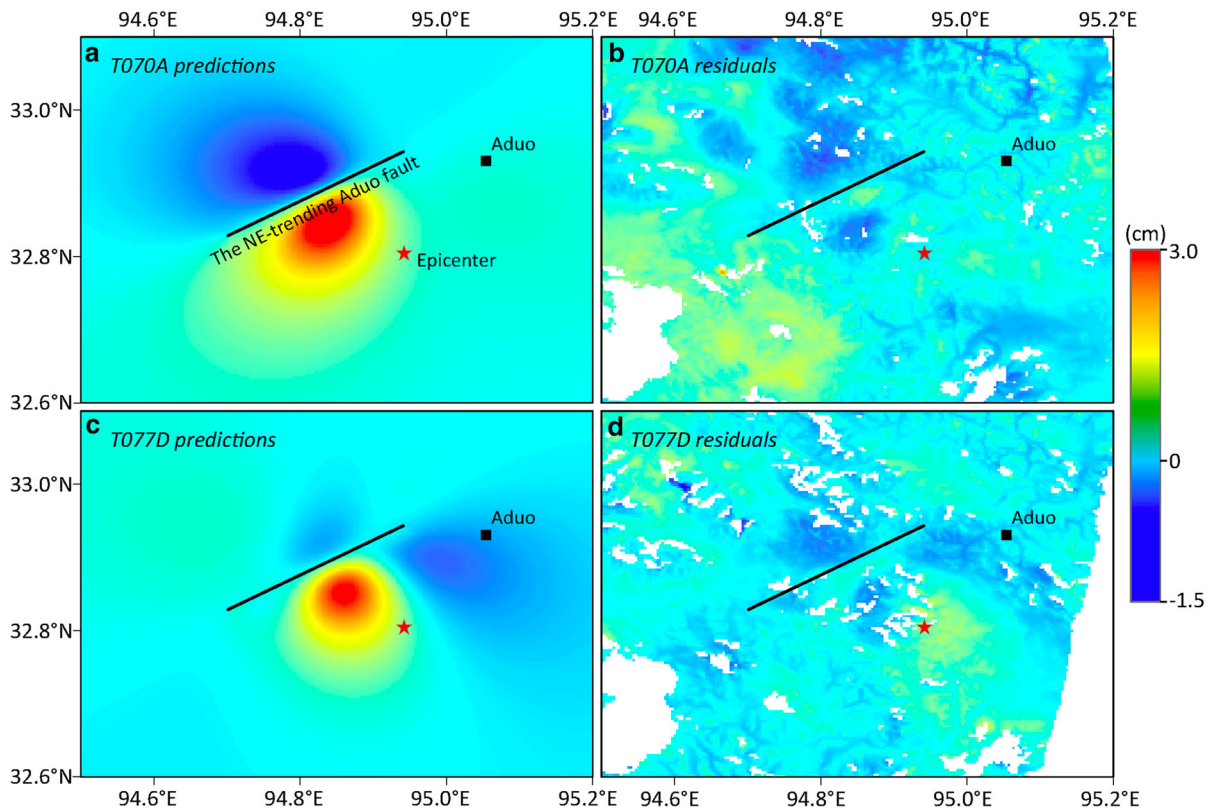 94.6°E 94.8°E 95.0°E 95.2°E 94.6°E 94.8°E 95.0°E 95.2°E
a T070A predictions
b T070A residuals
33.0°N
Aduo
Aduo
The NE-trending Aduo fault
32.8°N
Epicenter
(cm)
3.0
32.6°N
c T077D predictions
d T077D residuals
0
33.0°N
Aduo
Aduo
-1.5
32.8°N
32.6°N
94.6°E 94.8°E 95.0°E 95.2°E 94.6°E 94.8°E 95.0°E 95.2°E